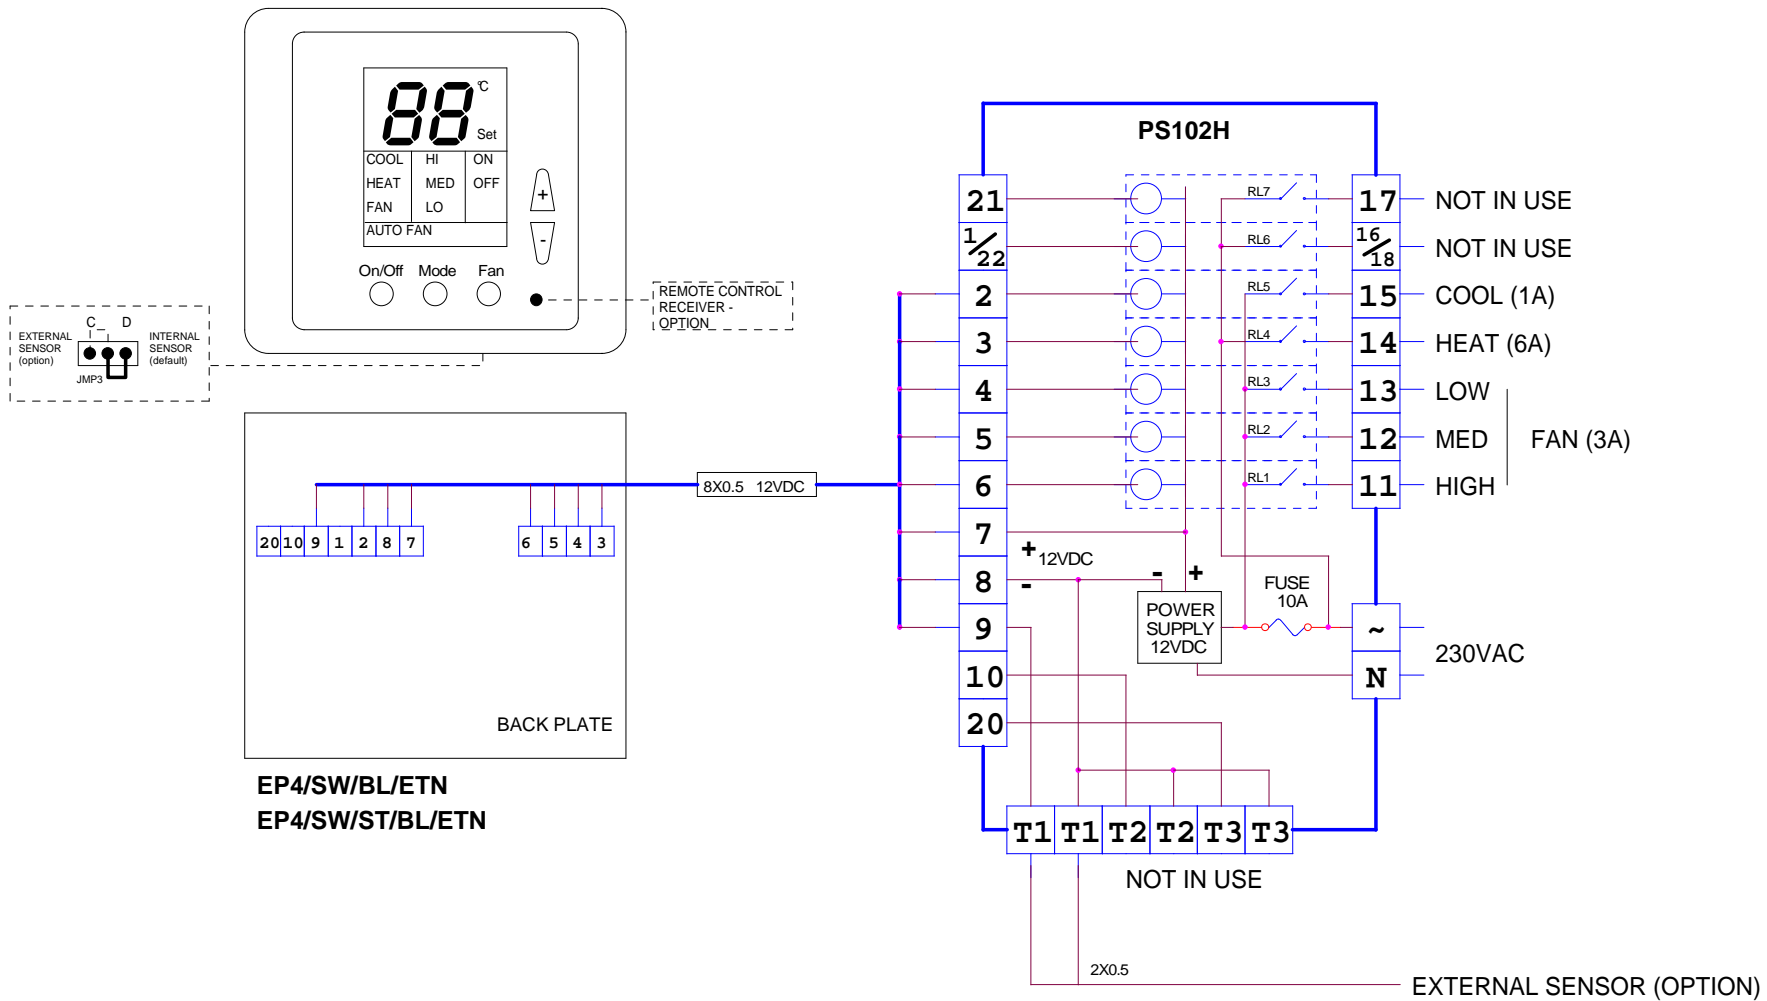 88 °C
Set
COOL HI ON
HEAT MED OFF
FAN LO
AUTO FAN
+
-
On/Off Mode Fan
REMOTE CONTROL
RECEIVER -
OPTION
C D
EXTERNAL
SENSOR
(option)
INTERNAL
SENSOR
(default)
JMP3
20 10 9 1 2 8 7 6 5 4 3
8X0.5 12VDC
BACK PLATE
EP4/SW/BL/ETN
EP4/SW/ST/BL/ETN
PS102H
21 RL7 17 NOT IN USE
1/22 RL6 16/18 NOT IN USE
2 RL5 15 COOL (1A)
3 RL4 14 HEAT (6A)
4 RL3 13 LOW
5 RL2 12 MED FAN (3A)
6 RL1 11 HIGH
7
+ 12VDC
8 - - +
FUSE
10A
POWER
SUPPLY
12VDC
9 ~
230VAC
10 N
20
T1 T1 T2 T2 T3 T3
NOT IN USE
2X0.5
EXTERNAL SENSOR (OPTION)